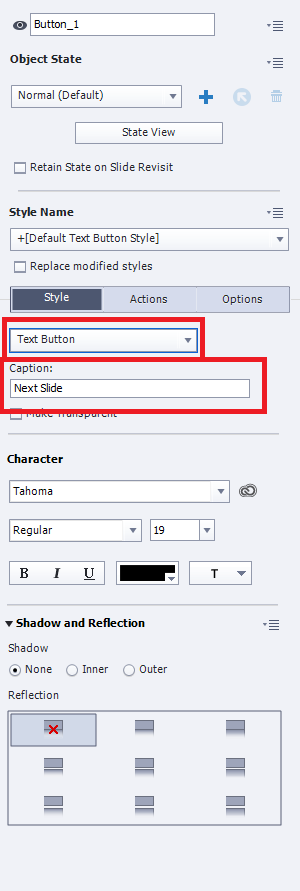 Button_1
Object State
Normal (Default)
State View
Retain State on Slide Revisit
Style Name
+[Default Text Button Style]
Replace modified styles
Style Actions Options
Text Button
Caption:
Next Slide
Make Transparent
Character
Tahoma
Regular 19
B I U T
Shadow and Reflection
Shadow
None Inner Outer
Reflection